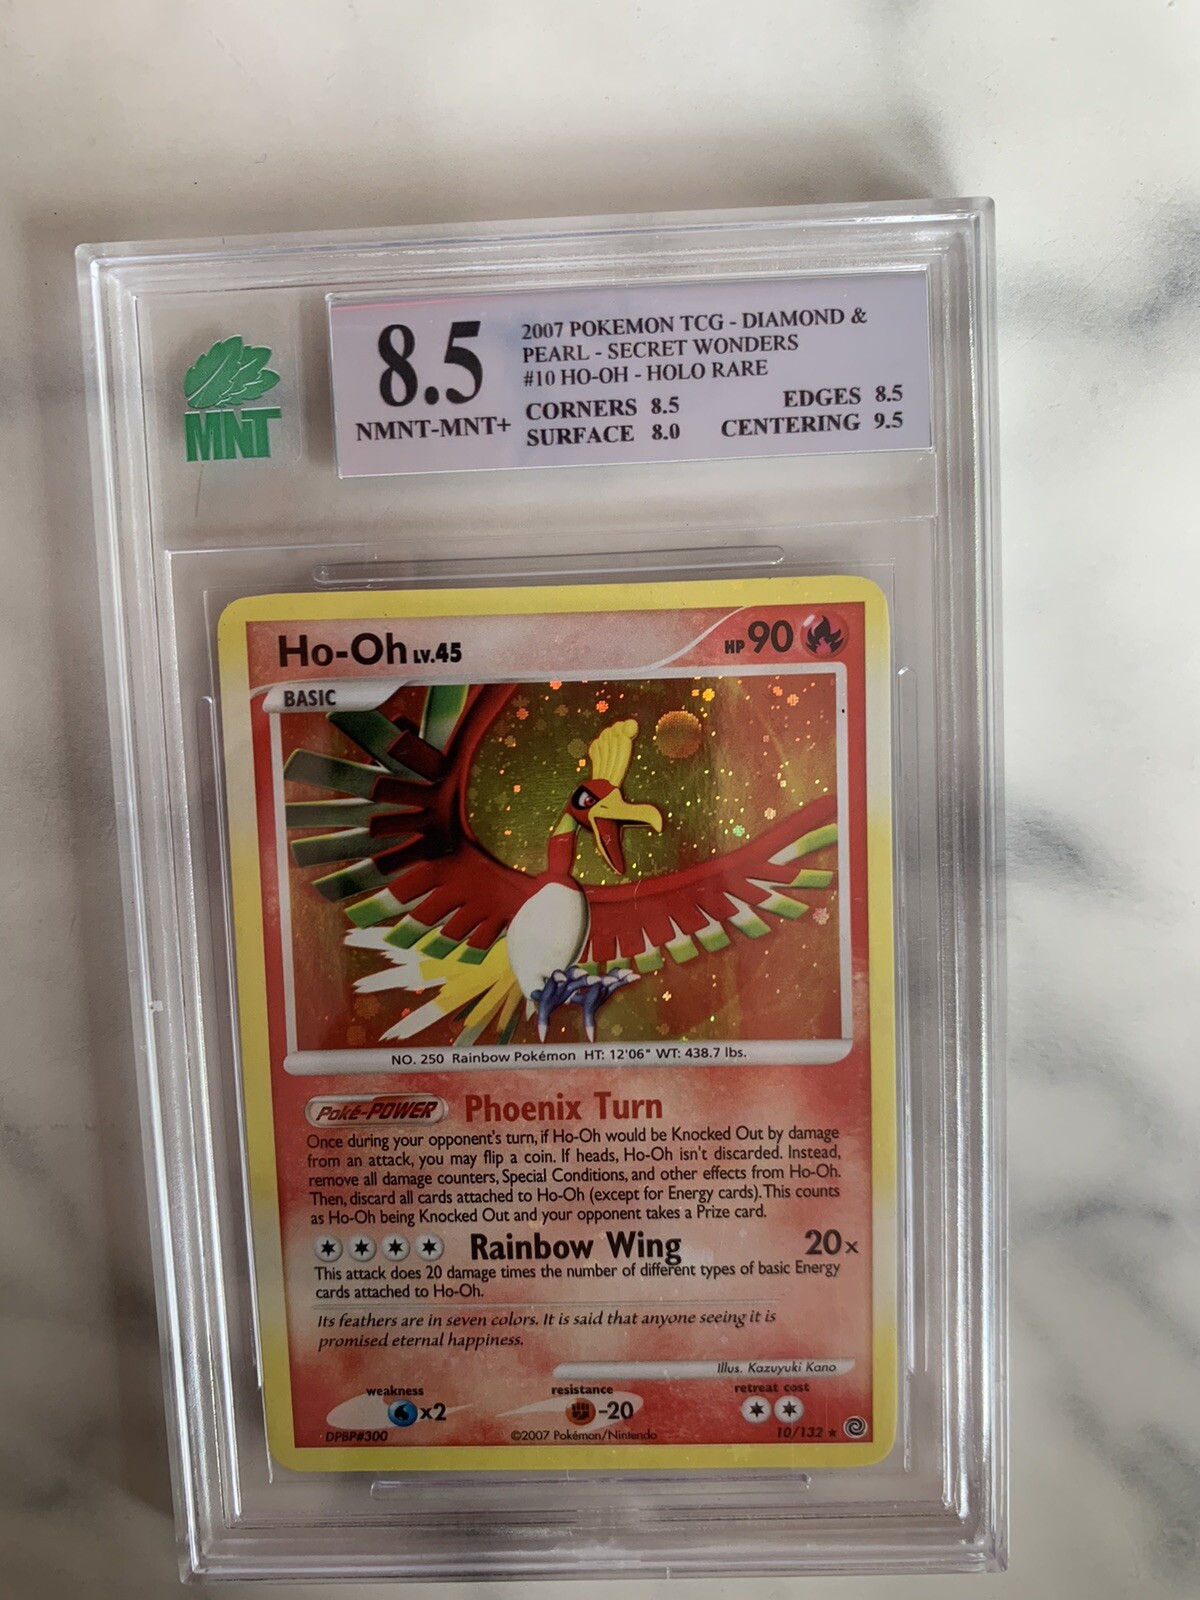 MNT
8.5
NMNT-MNT+
2007 POKEMON TCG - DIAMOND &
PEARL - SECRET WONDERS
#10 HO-OH - HOLO RARE
CORNERS 8.5 EDGES 8.5
SURFACE 8.0 CENTERING 9.5
Ho-Oh LV.45 HP 90
BASIC
NO. 250 Rainbow Pokémon HT: 12'06" WT: 438.7 lbs.
Poké-POWER Phoenix Turn
Once during your opponent's turn, if Ho-Oh would be Knocked Out by damage
from an attack, you may flip a coin. If heads, Ho-Oh isn't discarded. Instead,
remove all damage counters, Special Conditions, and other effects from Ho-Oh.
Then, discard all cards attached to Ho-Oh (except for Energy cards). This counts
as Ho-Oh being Knocked Out and your opponent takes a Prize card.
Rainbow Wing 20x
This attack does 20 damage times the number of different types of basic Energy
cards attached to Ho-Oh.
Its feathers are in seven colors. It is said that anyone seeing it is
promised eternal happiness.
Illus. Kazuyuki Kano
weakness resistance retreat cost
x2 -20
DPBP#300 ©2007 Pokémon/Nintendo 10/132 ★